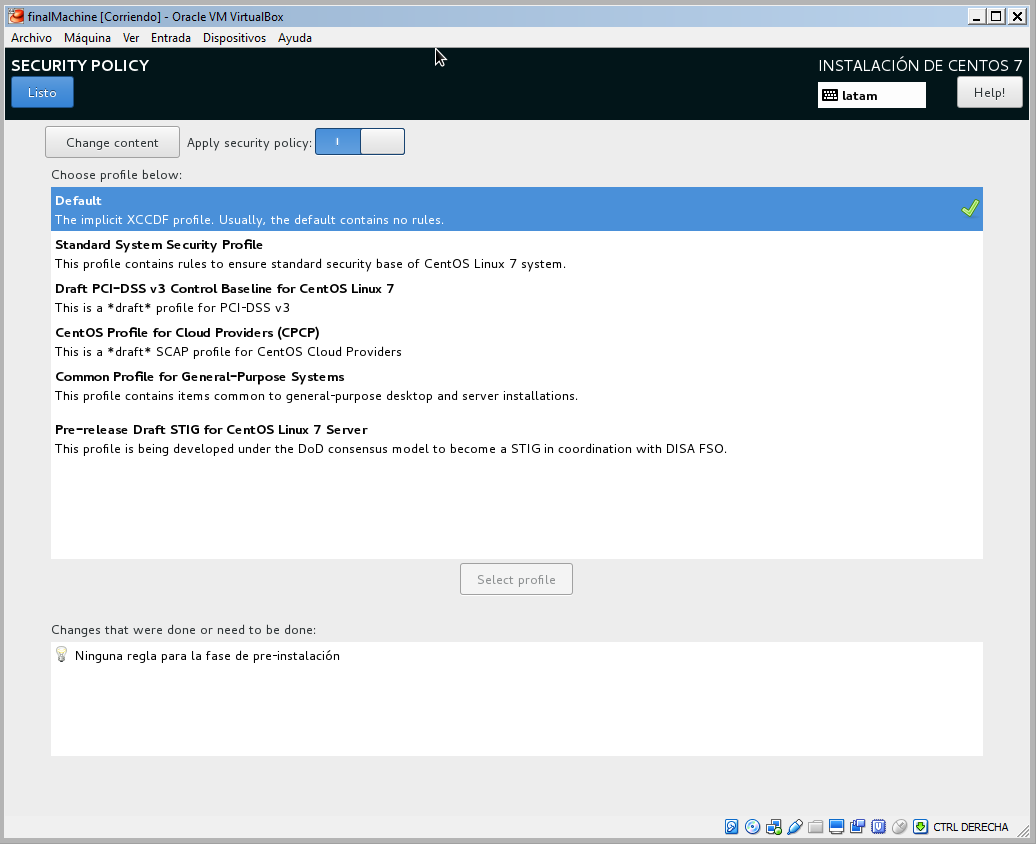 finalMachine [Corriendo] - Oracle VM VirtualBox
Archivo Máquina Ver Entrada Dispositivos Ayuda
SECURITY POLICY
INSTALACIÓN DE CENTOS 7
Listo
latam
Help!
Change content
Apply security policy:
Choose profile below:
Default
The implicit XCCDF profile. Usually, the default contains no rules.
Standard System Security Profile
This profile contains rules to ensure standard security base of CentOS Linux 7 system.
Draft PCI-DSS v3 Control Baseline for CentOS Linux 7
This is a *draft* profile for PCI-DSS v3
CentOS Profile for Cloud Providers (CPCP)
This is a *draft* SCAP profile for CentOS Cloud Providers
Common Profile for General-Purpose Systems
This profile contains items common to general-purpose desktop and server installations.
Pre-release Draft STIG for CentOS Linux 7 Server
This profile is being developed under the DoD consensus model to become a STIG in coordination with DISA FSO.
Select profile
Changes that were done or need to be done:
Ninguna regla para la fase de pre-instalación
CTRL DERECHA